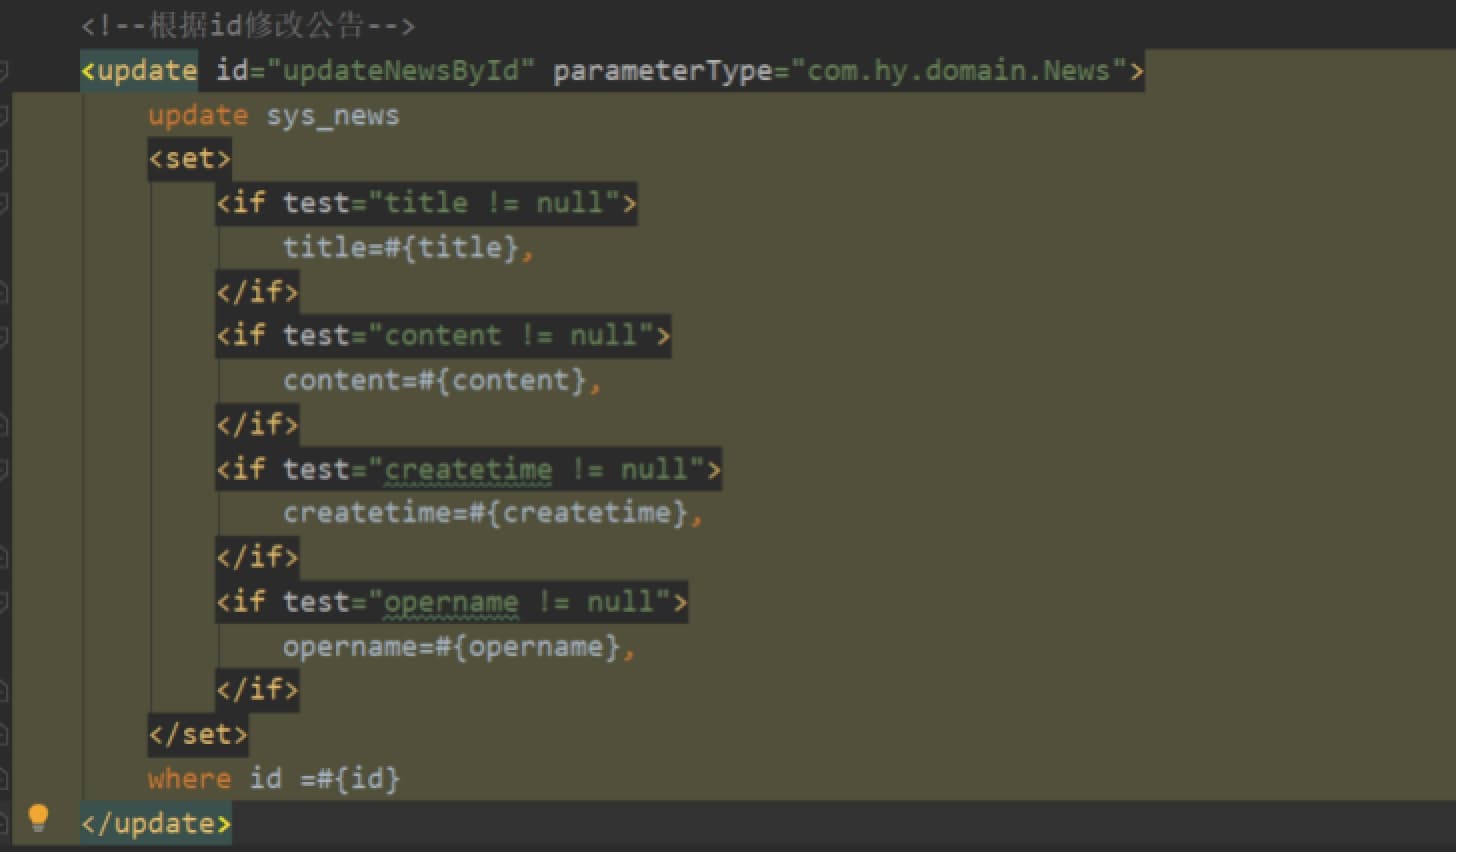 <!--根据id修改公告-->
<update id="updateNewsById" parameterType="com.hy.domain.News">
update sys_news
<set>
<if test="title != null">
title=#{title},
</if>
<if test="content != null">
content=#{content},
</if>
<if test="createtime != null">
createtime=#{createtime},
</if>
<if test="opername != null">
opername=#{opername},
</if>
</set>
where id =#{id}
</update>